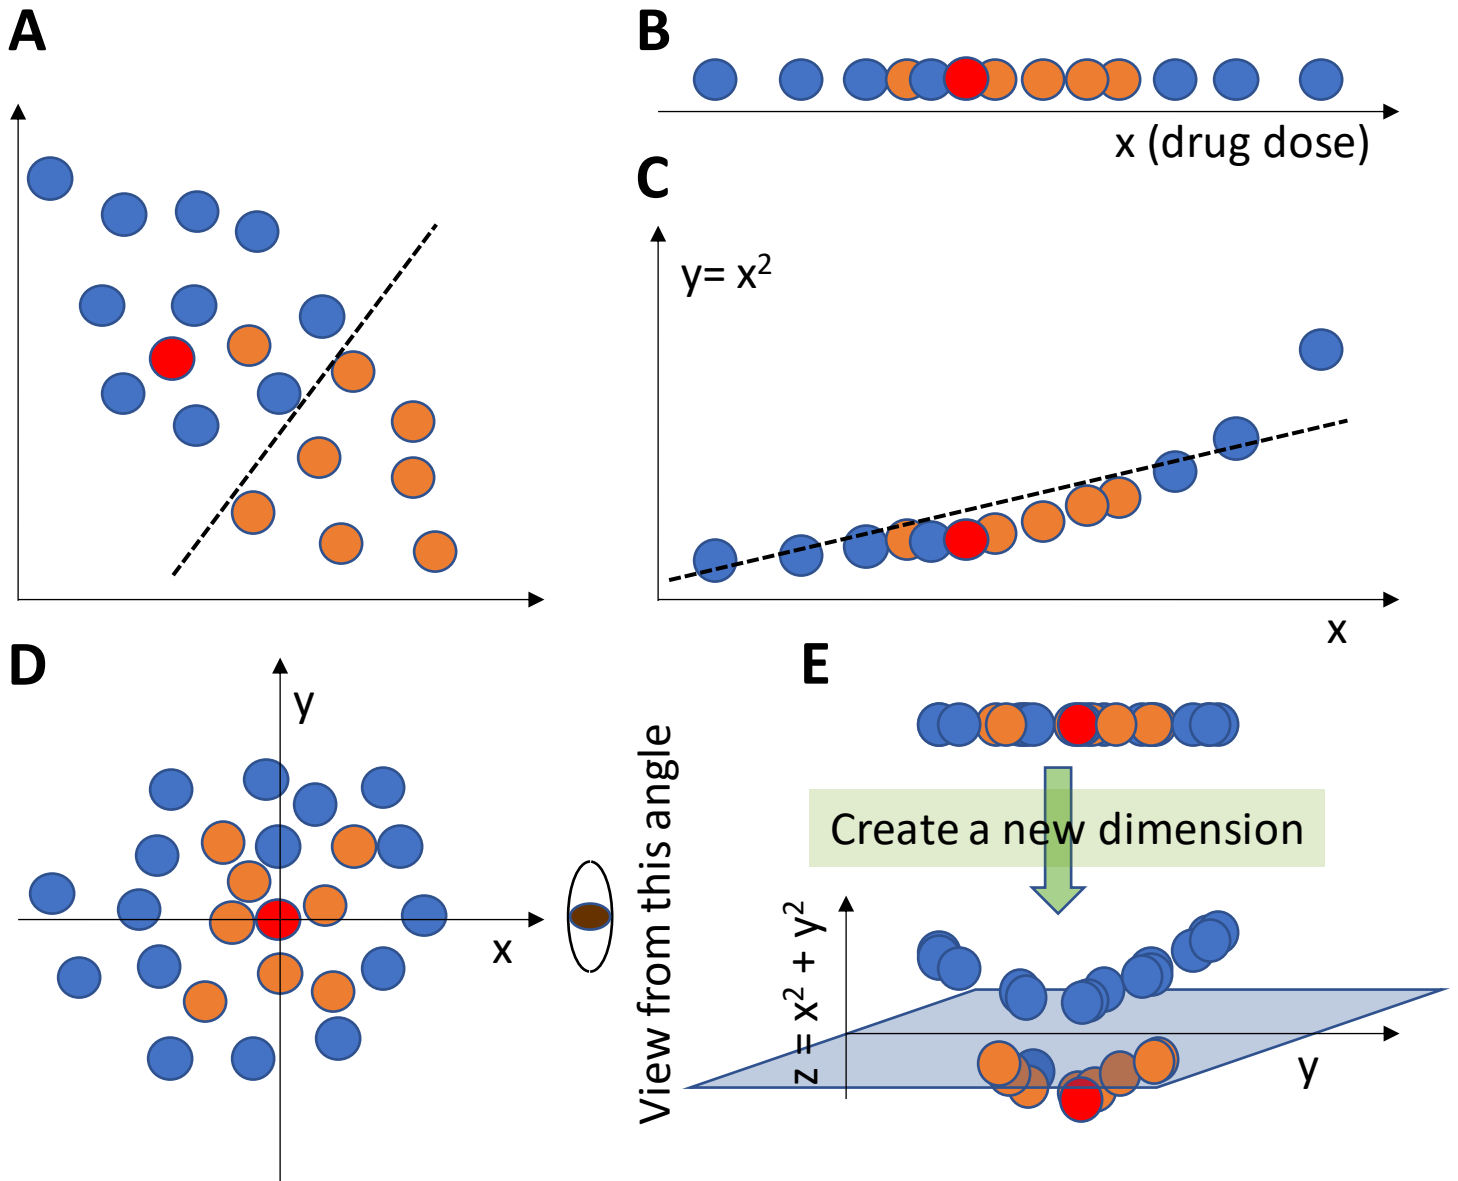 A
B
x (drug dose)
C
y= x²
x
D
y
x
View from this angle
E
Create a new dimension
z = x² + y²
y